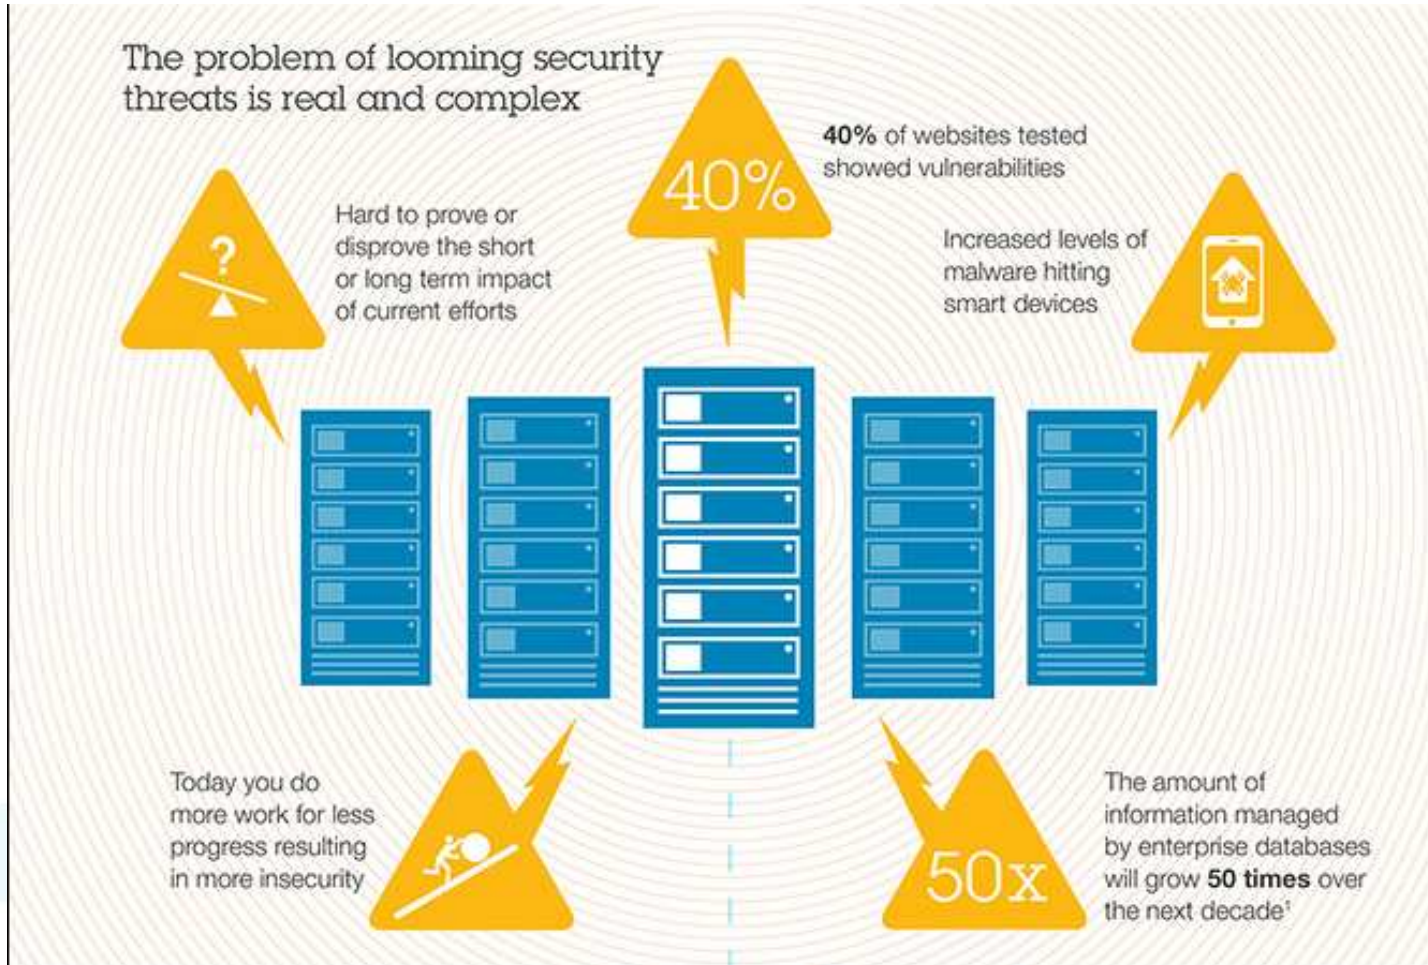 The problem of looming security
threats is real and complex
40%
40% of websites tested
showed vulnerabilities
Hard to prove or
disprove the short
or long term impact
of current efforts
Increased levels of
malware hitting
smart devices
?
Today you do
more work for less
progress resulting
in more insecurity
50x
The amount of
information managed
by enterprise databases
will grow 50 times over
the next decade¹